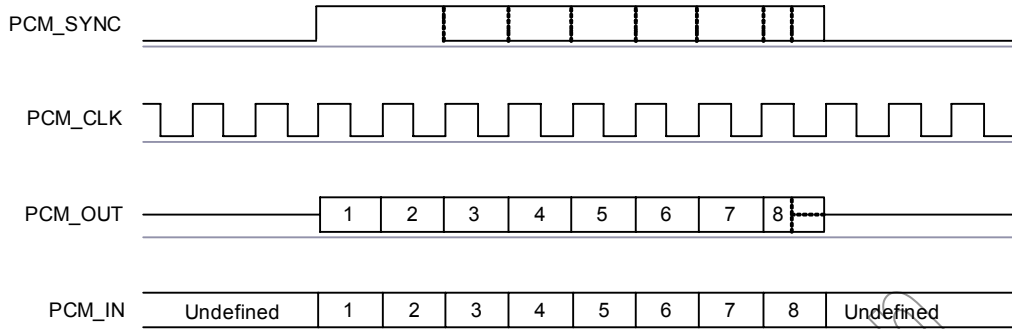 PCM_SYNC
PCM_CLK
PCM_OUT 1 2 3 4 5 6 7 8
PCM_IN Undefined 1 2 3 4 5 6 7 8 Undefined